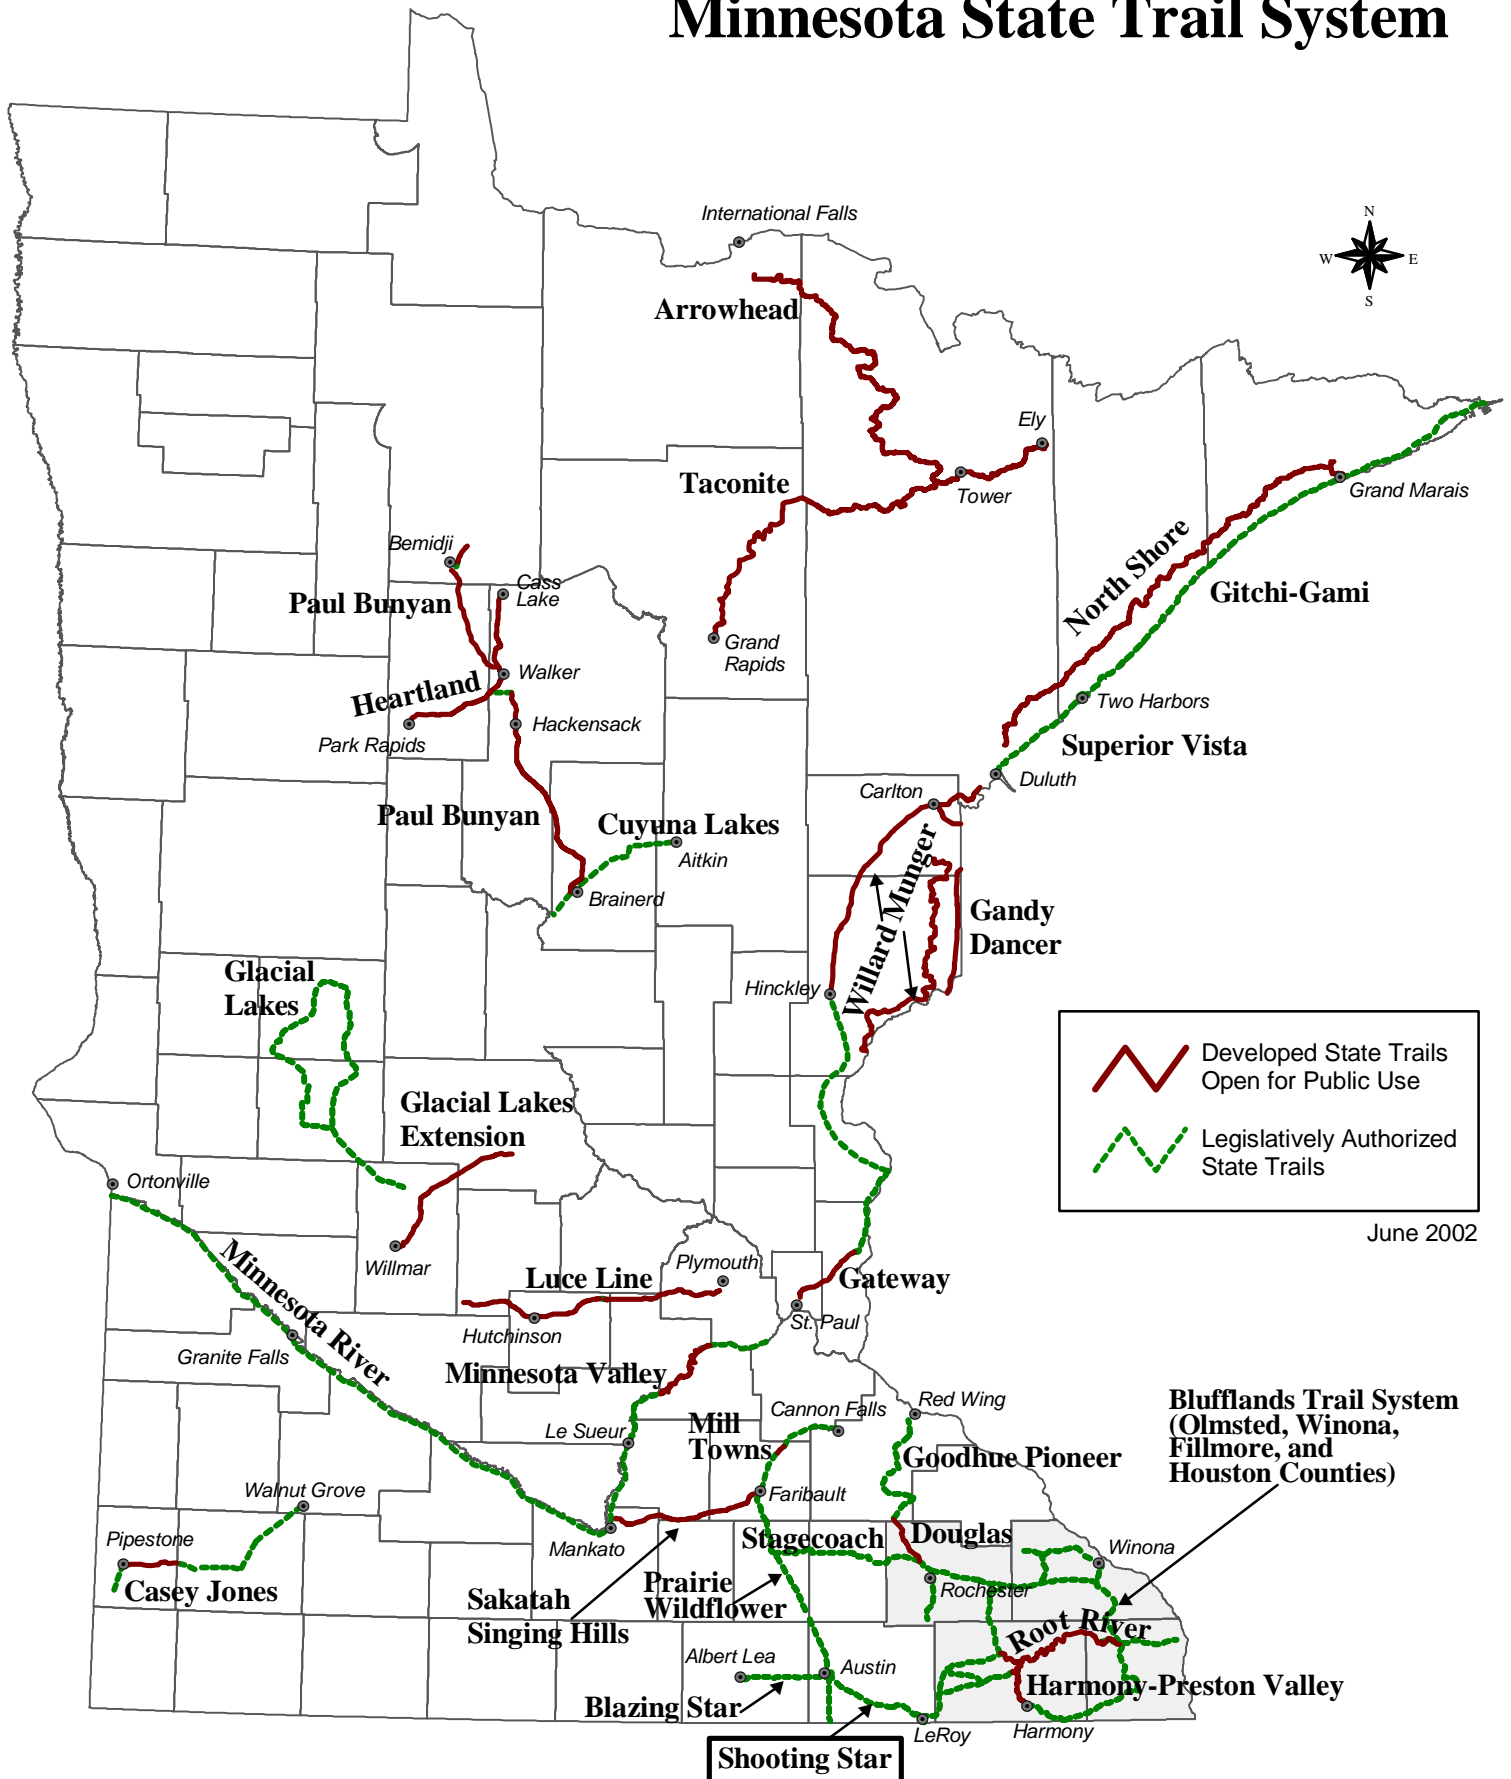 Minnesota State Trail System
International Falls
N
W
E
S
Arrowhead
Ely
Taconite
Tower
Grand Marais
Bemidji
Cass
Lake
Paul Bunyan
North Shore
Gitchi-Gami
Grand
Rapids
Walker
Heartland
Hackensack
Park Rapids
Two Harbors
Superior Vista
Duluth
Carlton
Paul Bunyan
Cuyuna Lakes
Aitkin
Brainerd
Willard Munger
Gandy
Dancer
Glacial
Lakes
Hinckley
Developed State Trails
Open for Public Use
Legislatively Authorized
State Trails
June 2002
Glacial Lakes
Extension
Ortonville
Willmar
Minnesota River
Luce Line
Plymouth
Gateway
St. Paul
Hutchinson
Granite Falls
Minnesota Valley
Cannon Falls
Red Wing
Blufflands Trail System
(Olmsted, Winona,
Fillmore, and
Houston Counties)
Le Sueur
Mill
Towns
Goodhue Pioneer
Walnut Grove
Faribault
Pipestone
Mankato
Stagecoach
Douglas
Winona
Casey Jones
Sakatah
Singing Hills
Prairie
Wildflower
Rochester
Root River
Albert Lea
Austin
Harmony-Preston Valley
Blazing Star
LeRoy
Harmony
Shooting Star